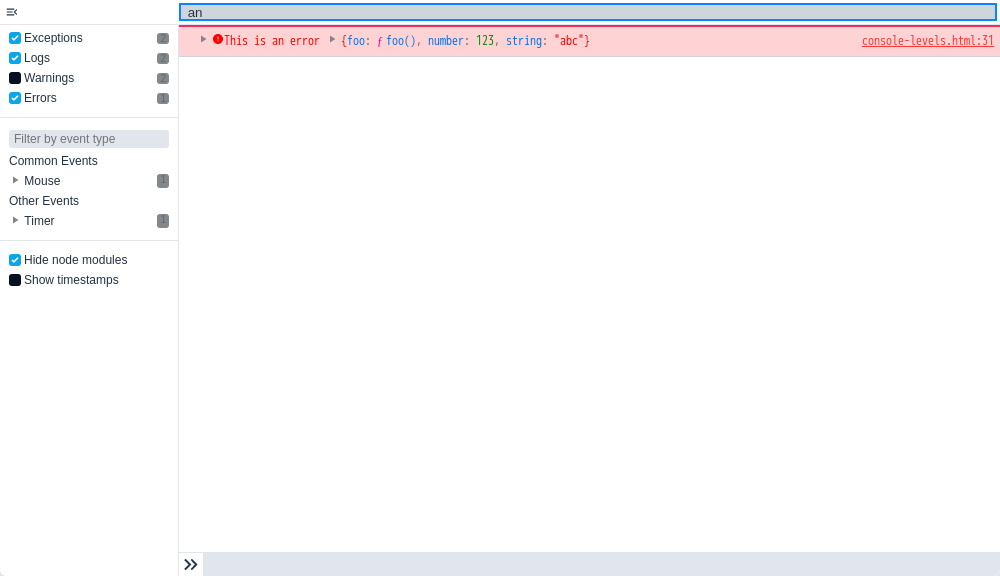 an
Exceptions 2
Logs 2
Warnings 2
Errors 1
Filter by event type
Common Events
Mouse 1
Other Events
Timer 1
Hide node modules
Show timestamps
This is an error {foo: ƒ foo(), number: 123, string: "abc"} console-levels.html:31